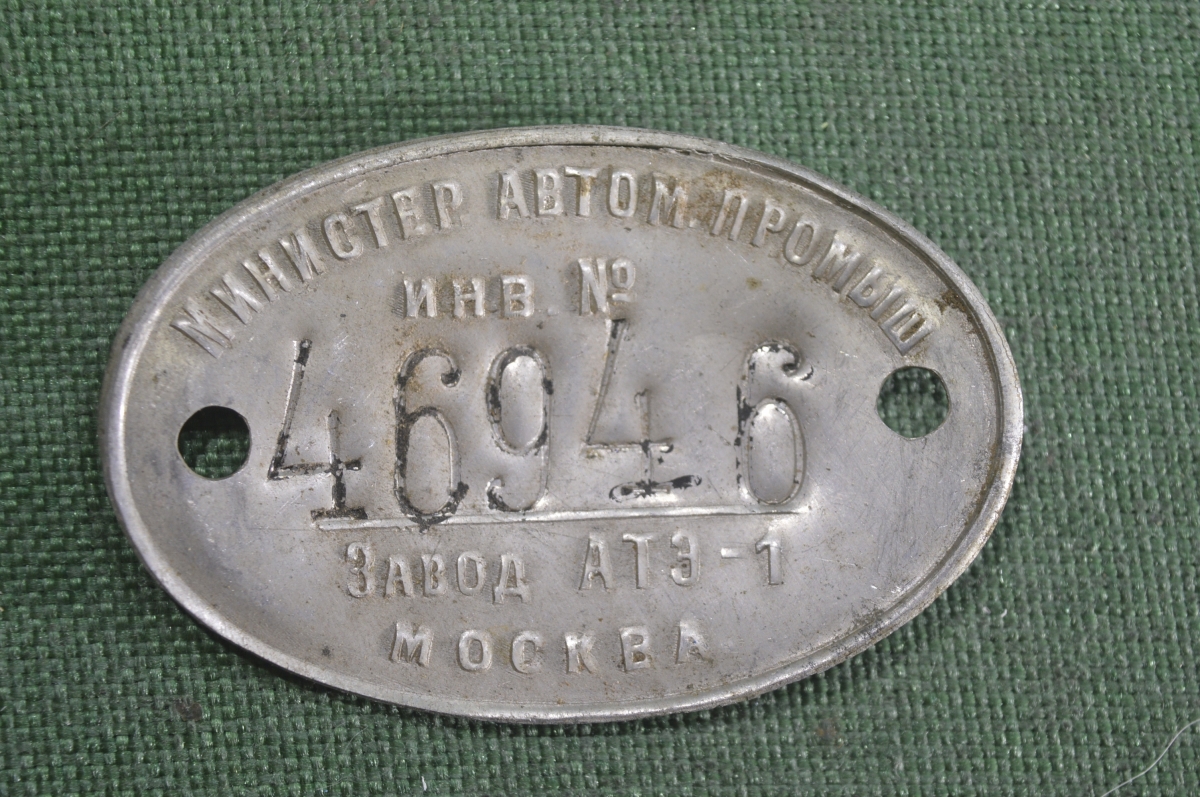 МИНИСТЕР АВТОМ. ПРОМЫШ
ИНВ. №
46946
ЗАВОД АТЭ-1
МОСКВА